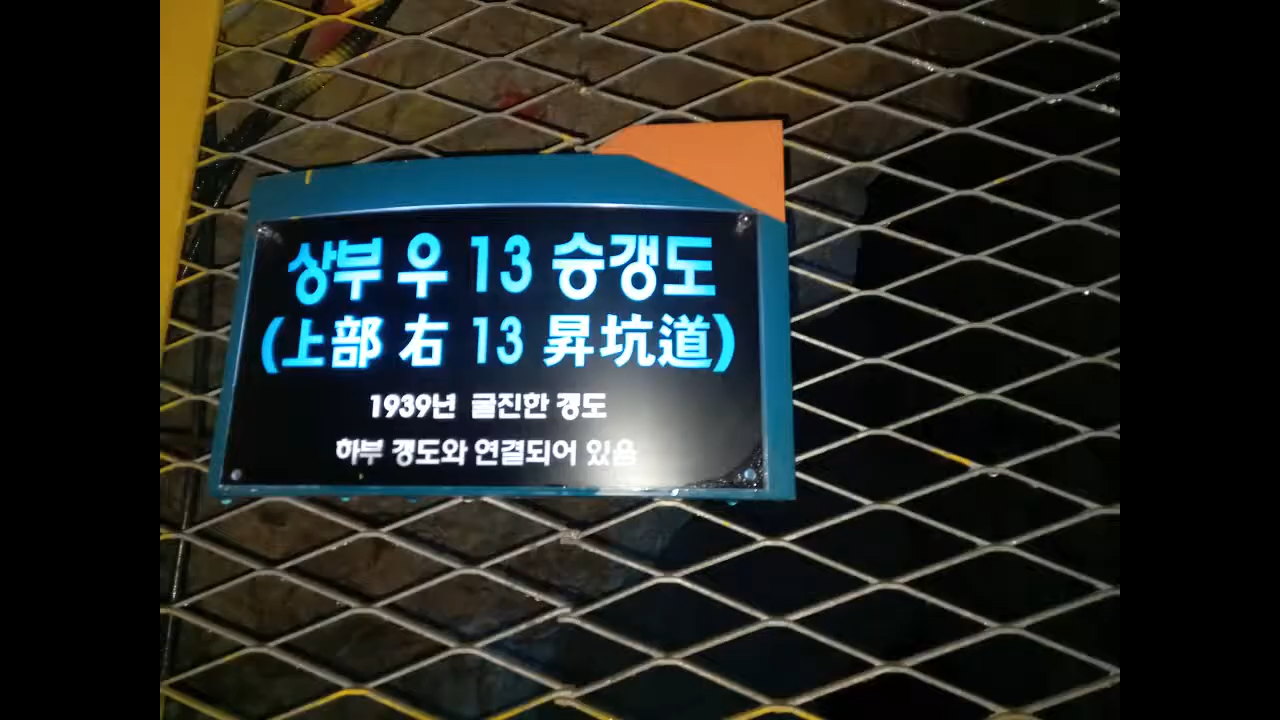 상부 우 13 승갱도
(上部 右 13 昇坑道)
1939년 굴진한 갱도
하부 갱도와 연결되어 있음